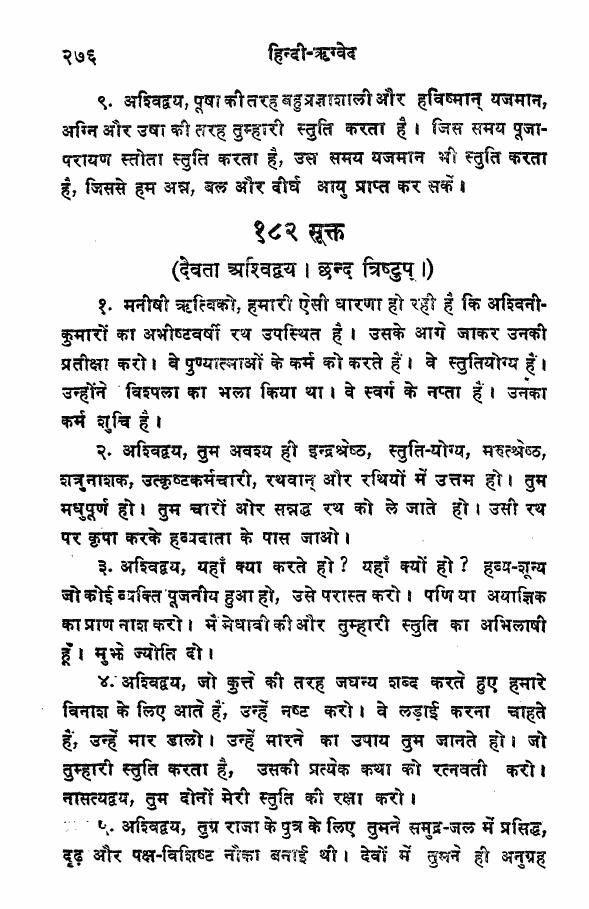 २७६ हिन्दी-ऋग्वेद
९. अश्विद्वय, पूषा की तरह बहुप्रज्ञाशाली और हविष्मान् यजमान,
अग्नि और उषा की तरह तुम्हारी स्तुति करता है। जिस समय पूजा-
परायण स्तोता स्तुति करता है, उस समय यजमान भी स्तुति करता
है, जिससे हम अन्न, बल और दीर्घ आयु प्राप्त कर सकें।
१८२ सूक्त
(देवता अश्विद्वय। छन्द त्रिष्टुप्।)
१. मनीषी ऋत्विको, हमारी ऐसी धारणा हो रही है कि अश्विनी-
कुमारों का अभीष्टवर्षी रथ उपस्थित है। उसके आगे जाकर उनकी
प्रतीक्षा करो। वे पुण्यात्माओं के कर्म को करते हैं। वे स्तुतियोग्य हैं।
उन्होंने विश्पला का भला किया था। वे स्वर्ग के नप्ता हैं। उनका
कर्म शुचि है।
२. अश्विद्वय, तुम अवश्य ही इन्द्रश्रेष्ठ, स्तुति-योग्य, मरुत्श्रेष्ठ,
शत्रुनाशक, उत्कृष्टकर्मचारी, रथवान् और रथियों में उत्तम हो। तुम
मधुपूर्ण हो। तुम चारों ओर सन्नद्ध रथ को ले जाते हो। उसी रथ
पर कृपा करके हव्यदाता के पास जाओ।
३. अश्विद्वय, यहाँ क्या करते हो? यहाँ क्यों हो? हव्य-शून्य
जो कोई व्यक्ति पूजनीय हुआ हो, उसे परास्त करो। पणि या अयाज्ञिक
का प्राण नाश करो। मैं मेधावी की और तुम्हारी स्तुति का अभिलाषी
हूँ। मुझे ज्योति दो।
४. अश्विद्वय, जो कुत्ते की तरह जघन्य शब्द करते हुए हमारे
विनाश के लिए आते हैं, उन्हें नष्ट करो। वे लड़ाई करना चाहते
हैं, उन्हें मार डालो। उन्हें मारने का उपाय तुम जानते हो। जो
तुम्हारी स्तुति करता है, उसकी प्रत्येक कथा को रत्नवती करो।
नासत्यद्वय, तुम दोनों मेरी स्तुति की रक्षा करो।
५. अश्विद्वय, तुग्र राजा के पुत्र के लिए तुमने समुद्र-जल में प्रसिद्ध,
दृढ़ और पक्ष-विशिष्ट नौका बनाई थी। देवों में तुमने ही अनुग्रह